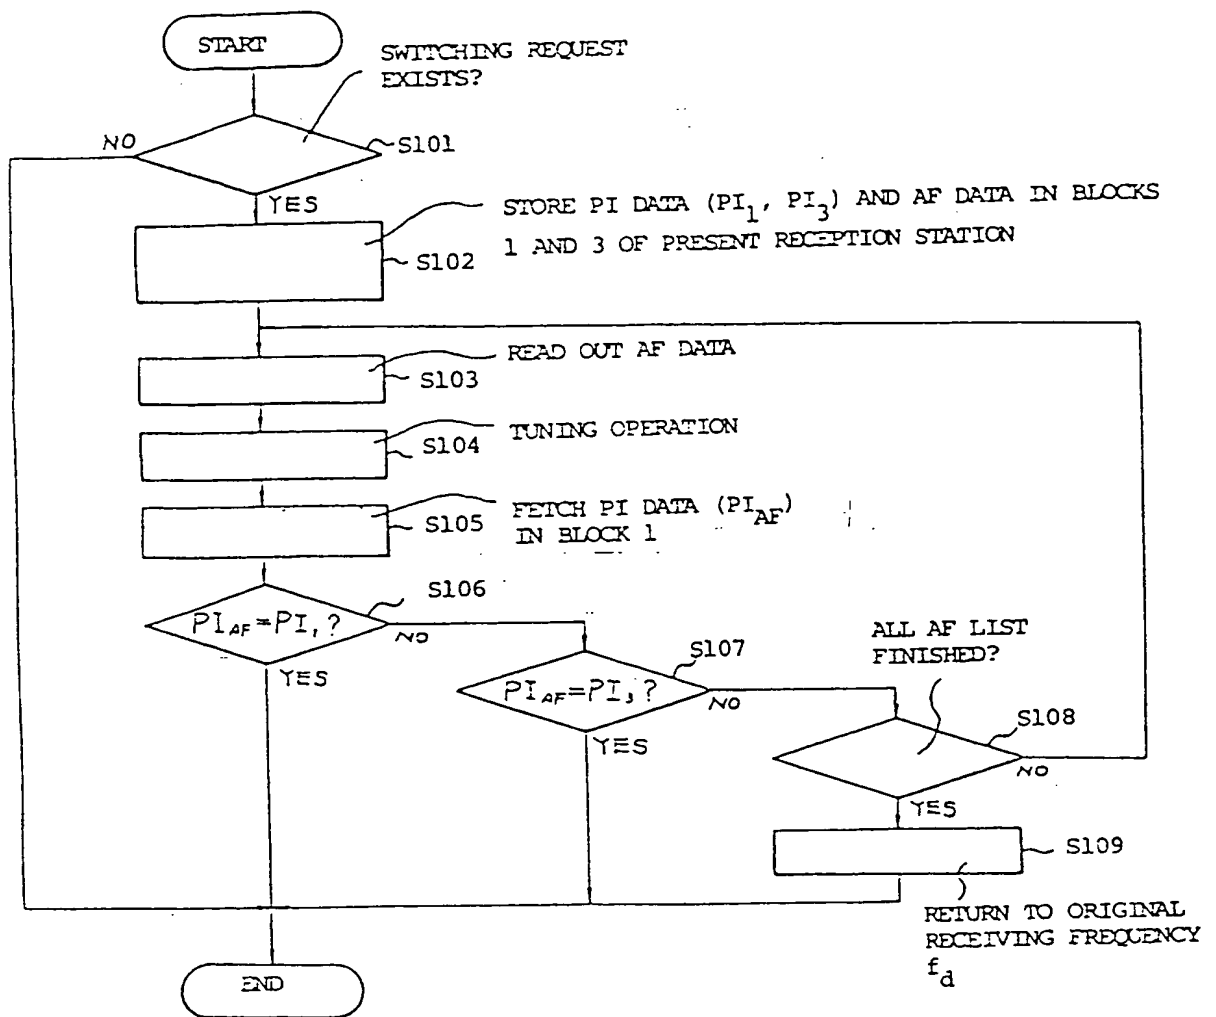 START
SWITCHING REQUEST
EXISTS?
NO
S101
YES
STORE PI DATA (PI1, PI3) AND AF DATA IN BLOCKS
1 AND 3 OF PRESENT RECEPTION STATION
S102
READ OUT AF DATA
S103
TUNING OPERATION
S104
FETCH PI DATA (PIAF)
IN BLOCK 1
S105
S106
PIAF=PI1?
NO
YES
S107
PIAF=PI3?
NO
YES
ALL AF LIST
FINISHED?
S108
NO
YES
S109
RETURN TO ORIGINAL
RECEIVING FREQUENCY
fd
END